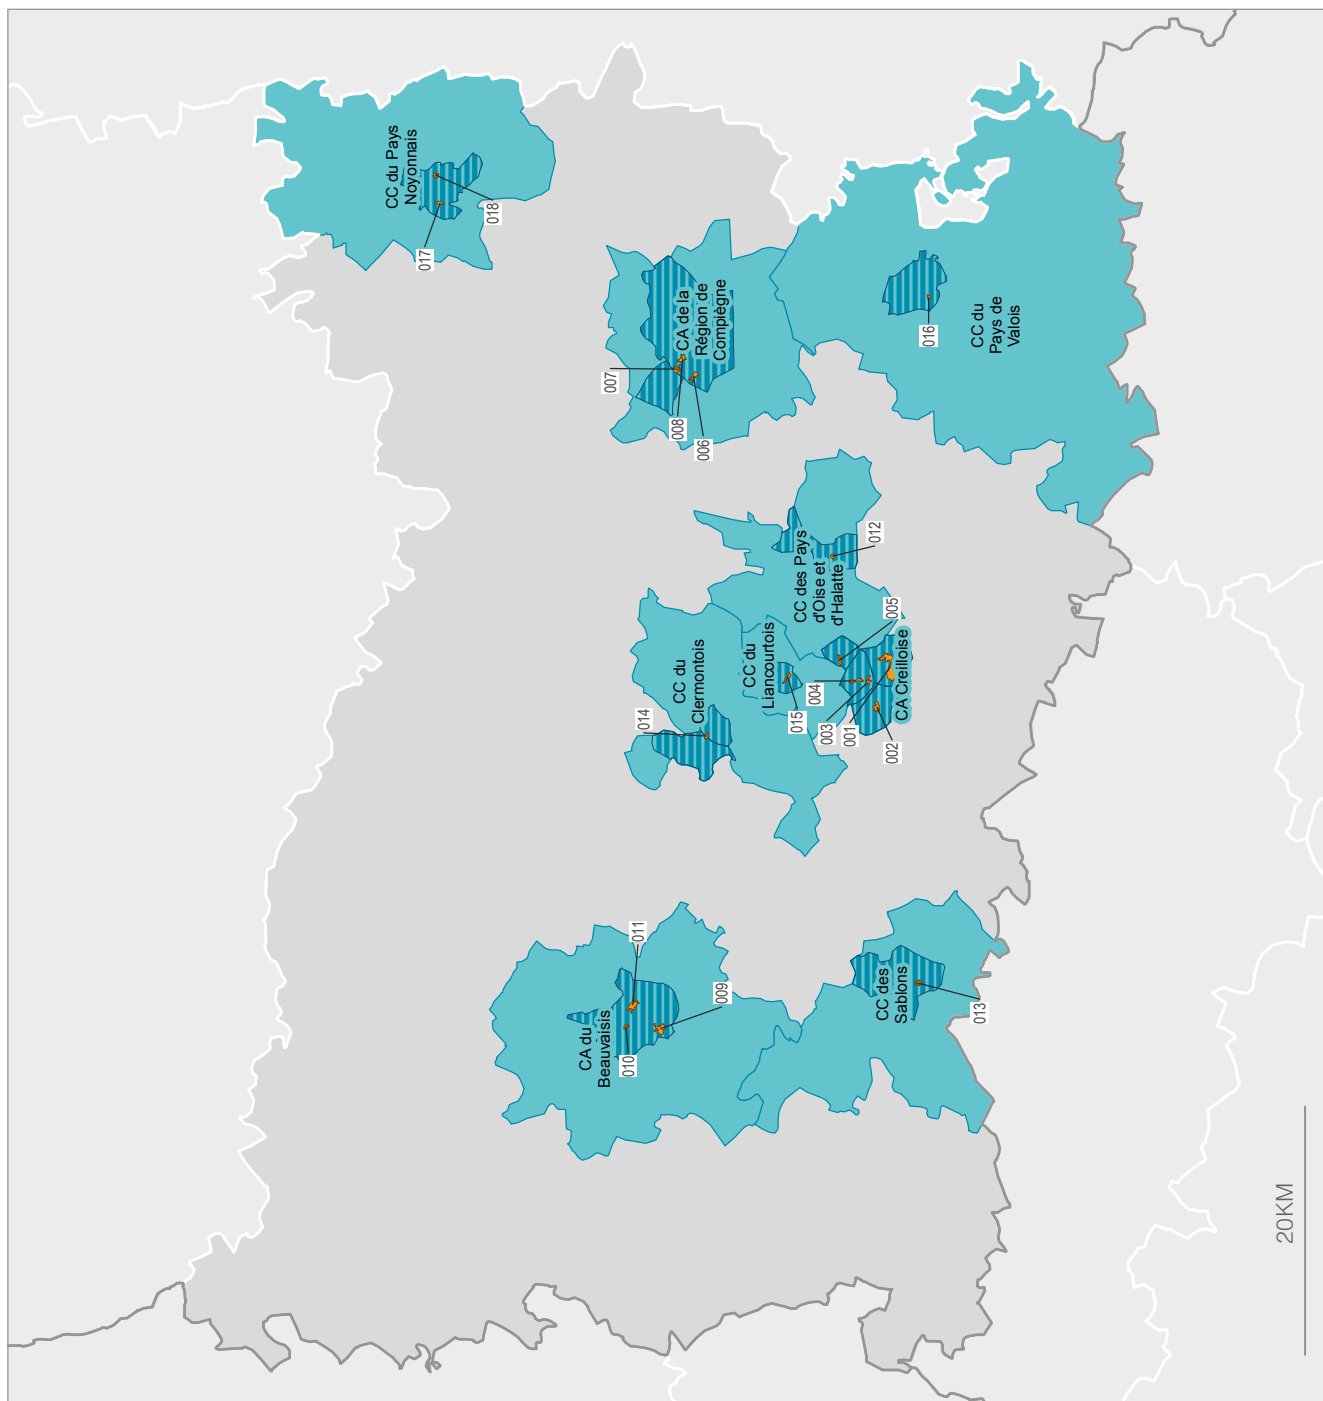 CC du Pays
Noyonnais
017
018
CA de la
Région de
Compiègne
007
008
006
016
CC du
Pays de
Valois
CC des Pays
d'Oise et
d'Halatte
012
CC du
Clermontois
014
CC du
Liancourtois
015
005
004
003
001
002
CA Creilloise
CA du
Beauvaisis
010
011
009
CC des
Sablons
013
20KM